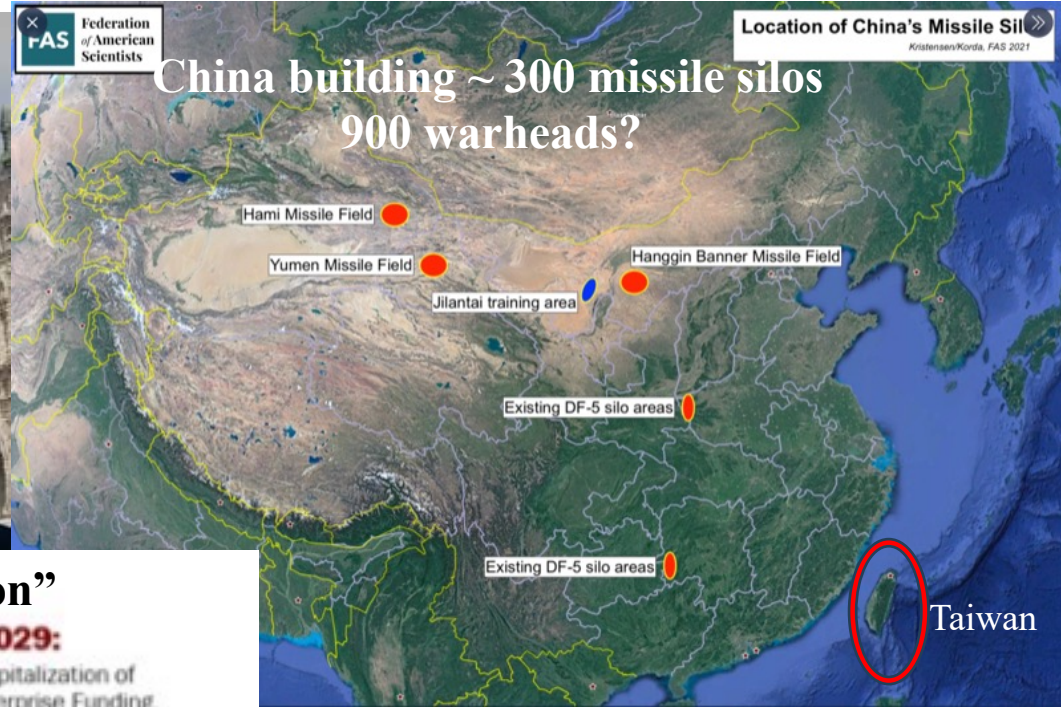 FAS
Federation
of American
Scientists
Location of China's Missile Sil
Kristensen/Korda, FAS 2021
China building ~ 300 missile silos
900 warheads?
Hami Missile Field
Yumen Missile Field
Hanggin Banner Missile Field
Jilantai training area
Existing DF-5 silo areas
Existing DF-5 silo areas
Taiwan
on”
029:
pitalization of
erprise Funding